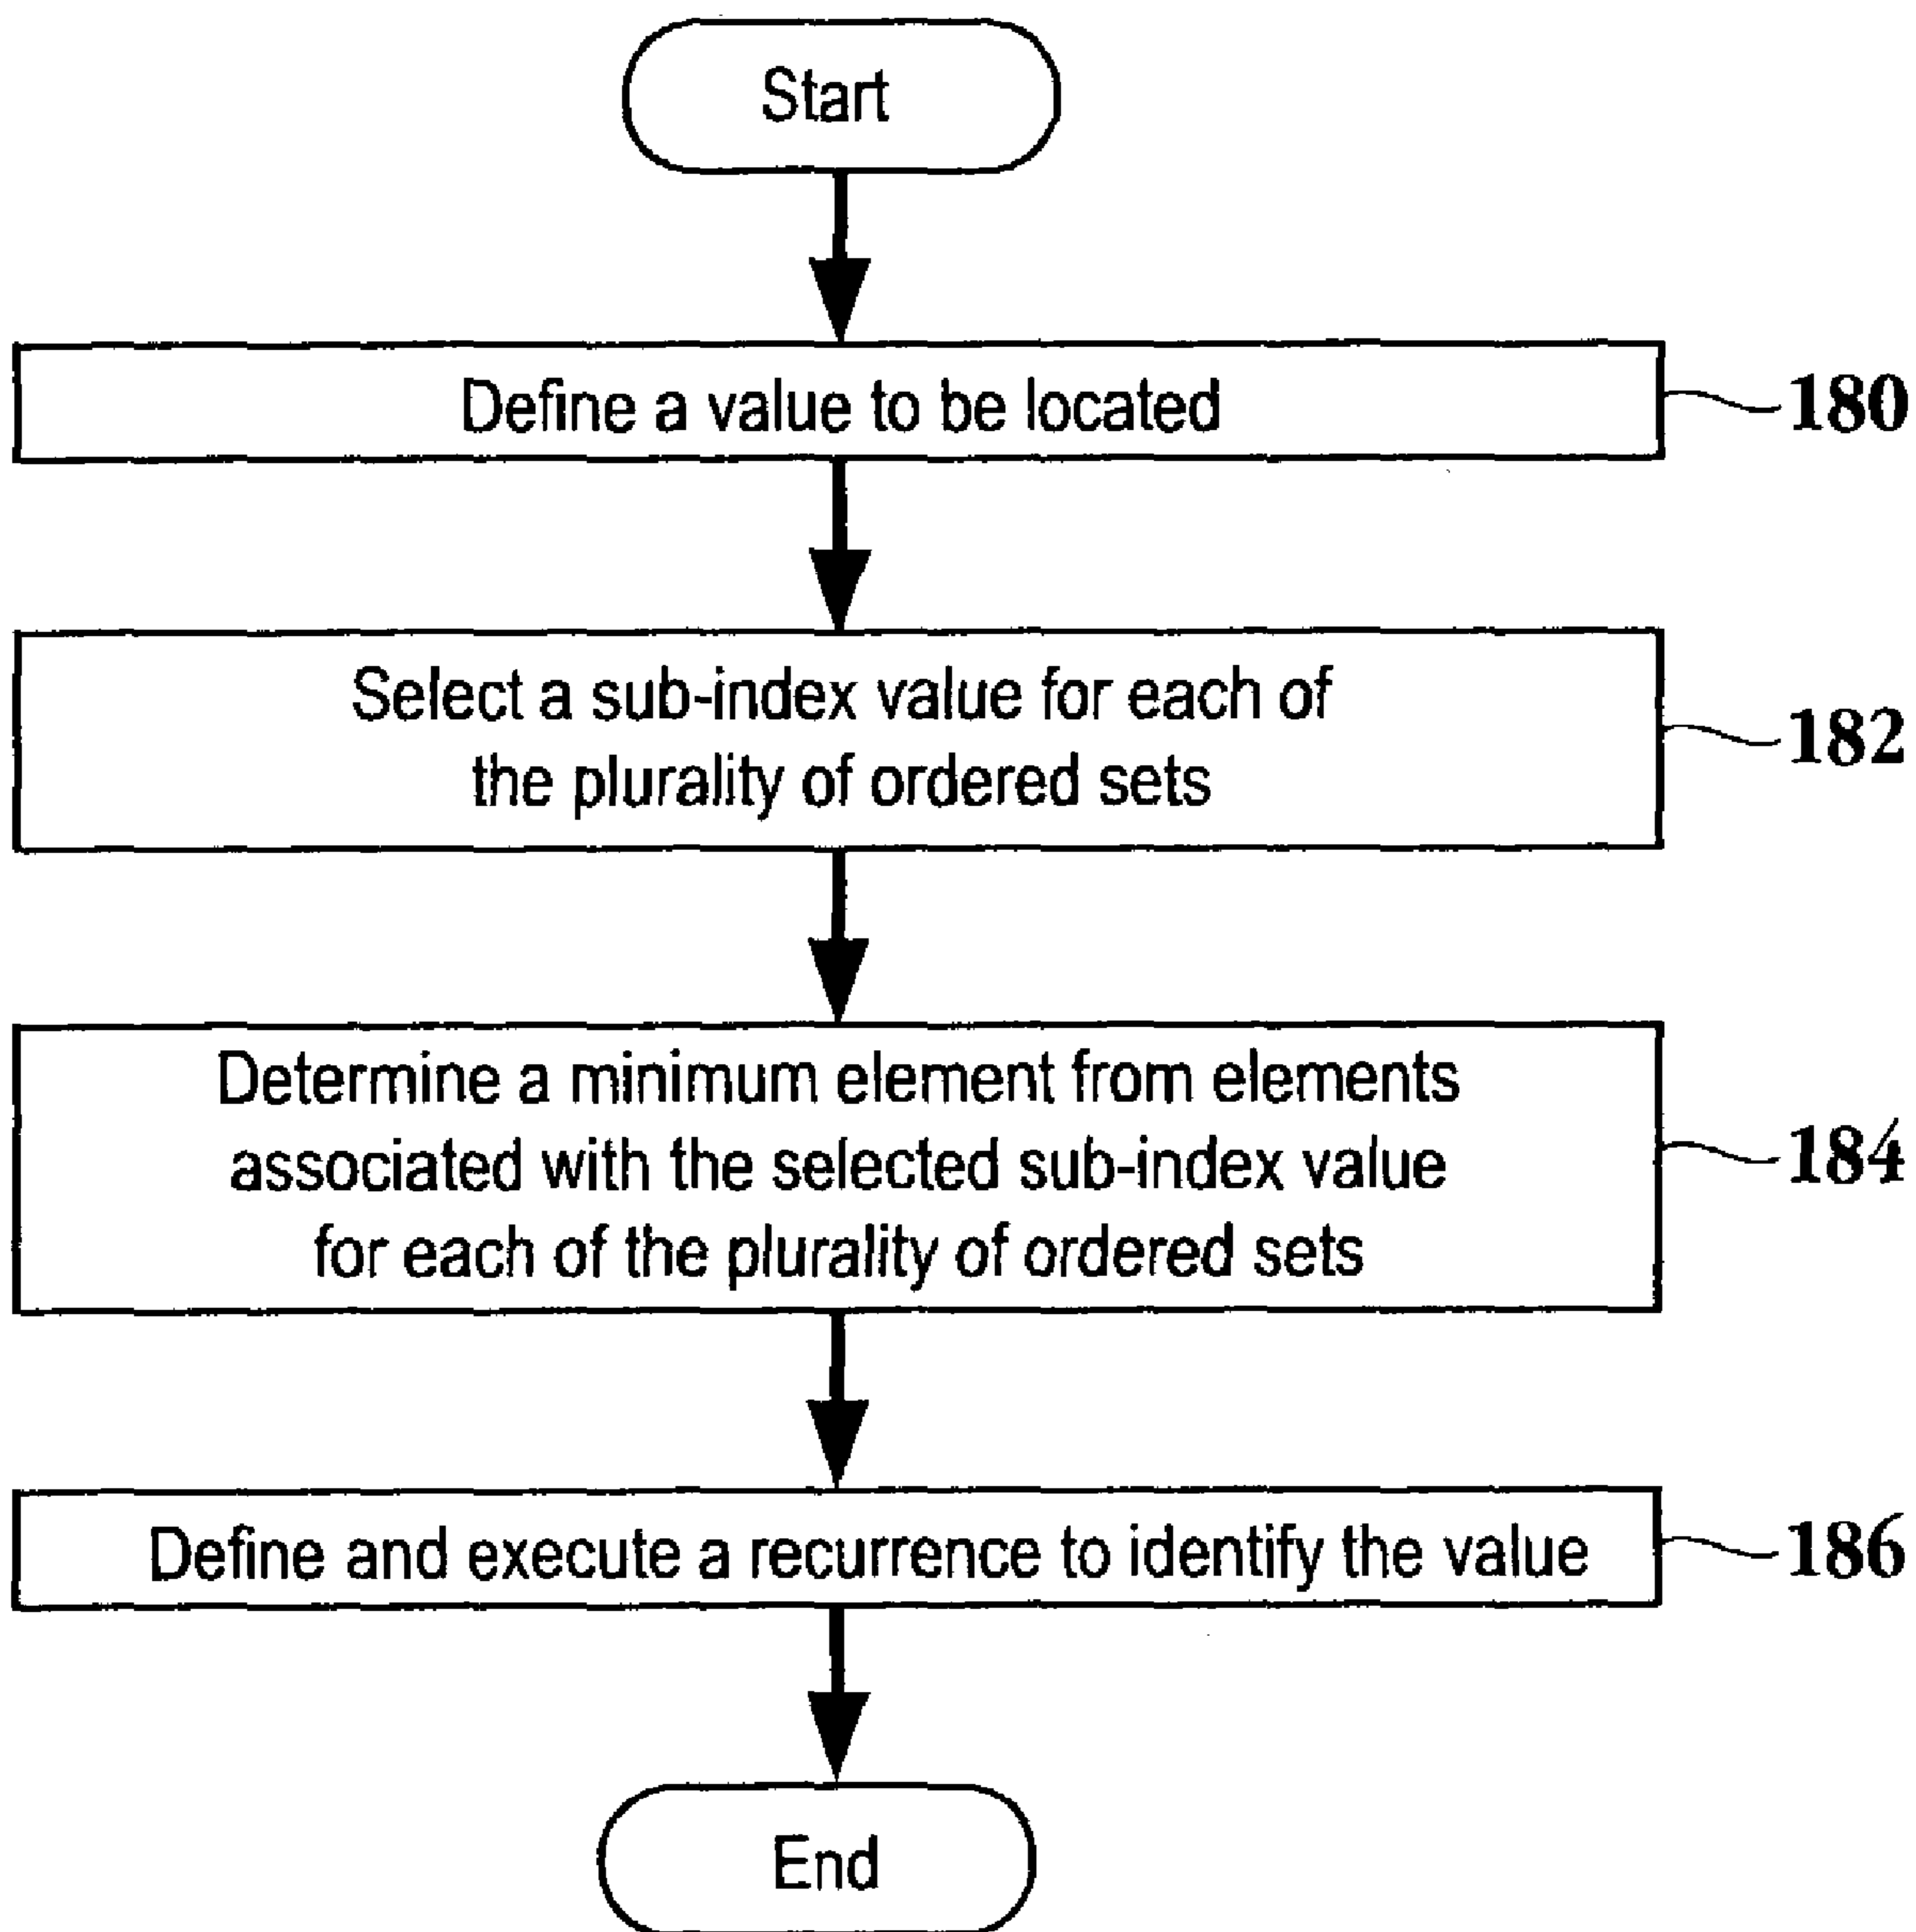 Start
Define a value to be located
180
Select a sub-index value for each of
the plurality of ordered sets
182
Determine a minimum element from elements
associated with the selected sub-index value
for each of the plurality of ordered sets
184
Define and execute a recurrence to identify the value
186
End